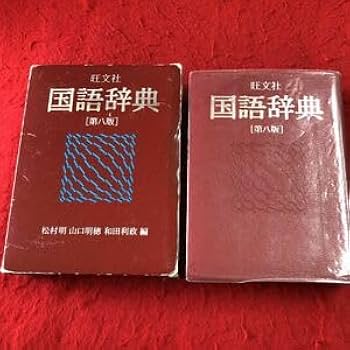 旺文社
国語辞典
[第八版]
松村明 山口明穂 和田利政 編
旺文社
国語辞典
[第八版]